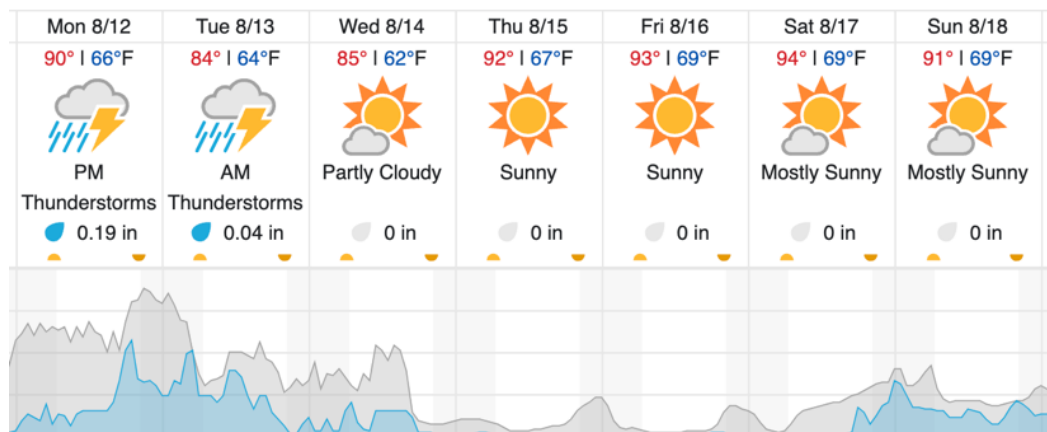 Mon 8/12 Tue 8/13 Wed 8/14 Thu 8/15 Fri 8/16 Sat 8/17 Sun 8/18
90° | 66°F 84° | 64°F 85° | 62°F 92° | 67°F 93° | 69°F 94° | 69°F 91° | 69°F
PM AM Partly Cloudy Sunny Sunny Mostly Sunny Mostly Sunny
Thunderstorms Thunderstorms
0.19 in 0.04 in 0 in 0 in 0 in 0 in 0 in